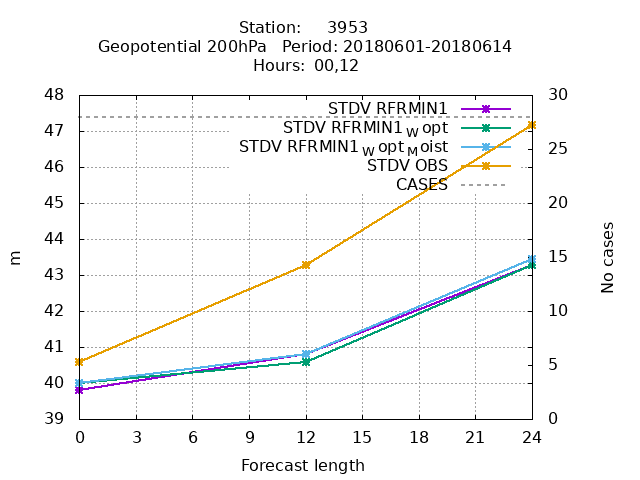 Station: 3953
Geopotential 200hPa Period: 20180601-20180614
Hours: 00,12
STDV RFRMIN1
STDV RFRMIN1wopt
STDV RFRMIN1woptMoist
STDV OBS
CASES
48
47
46
45
44
43
42
41
40
39
m
30
25
20
15
10
5
0
No cases
0 3 6 9 12 15 18 21 24
Forecast length